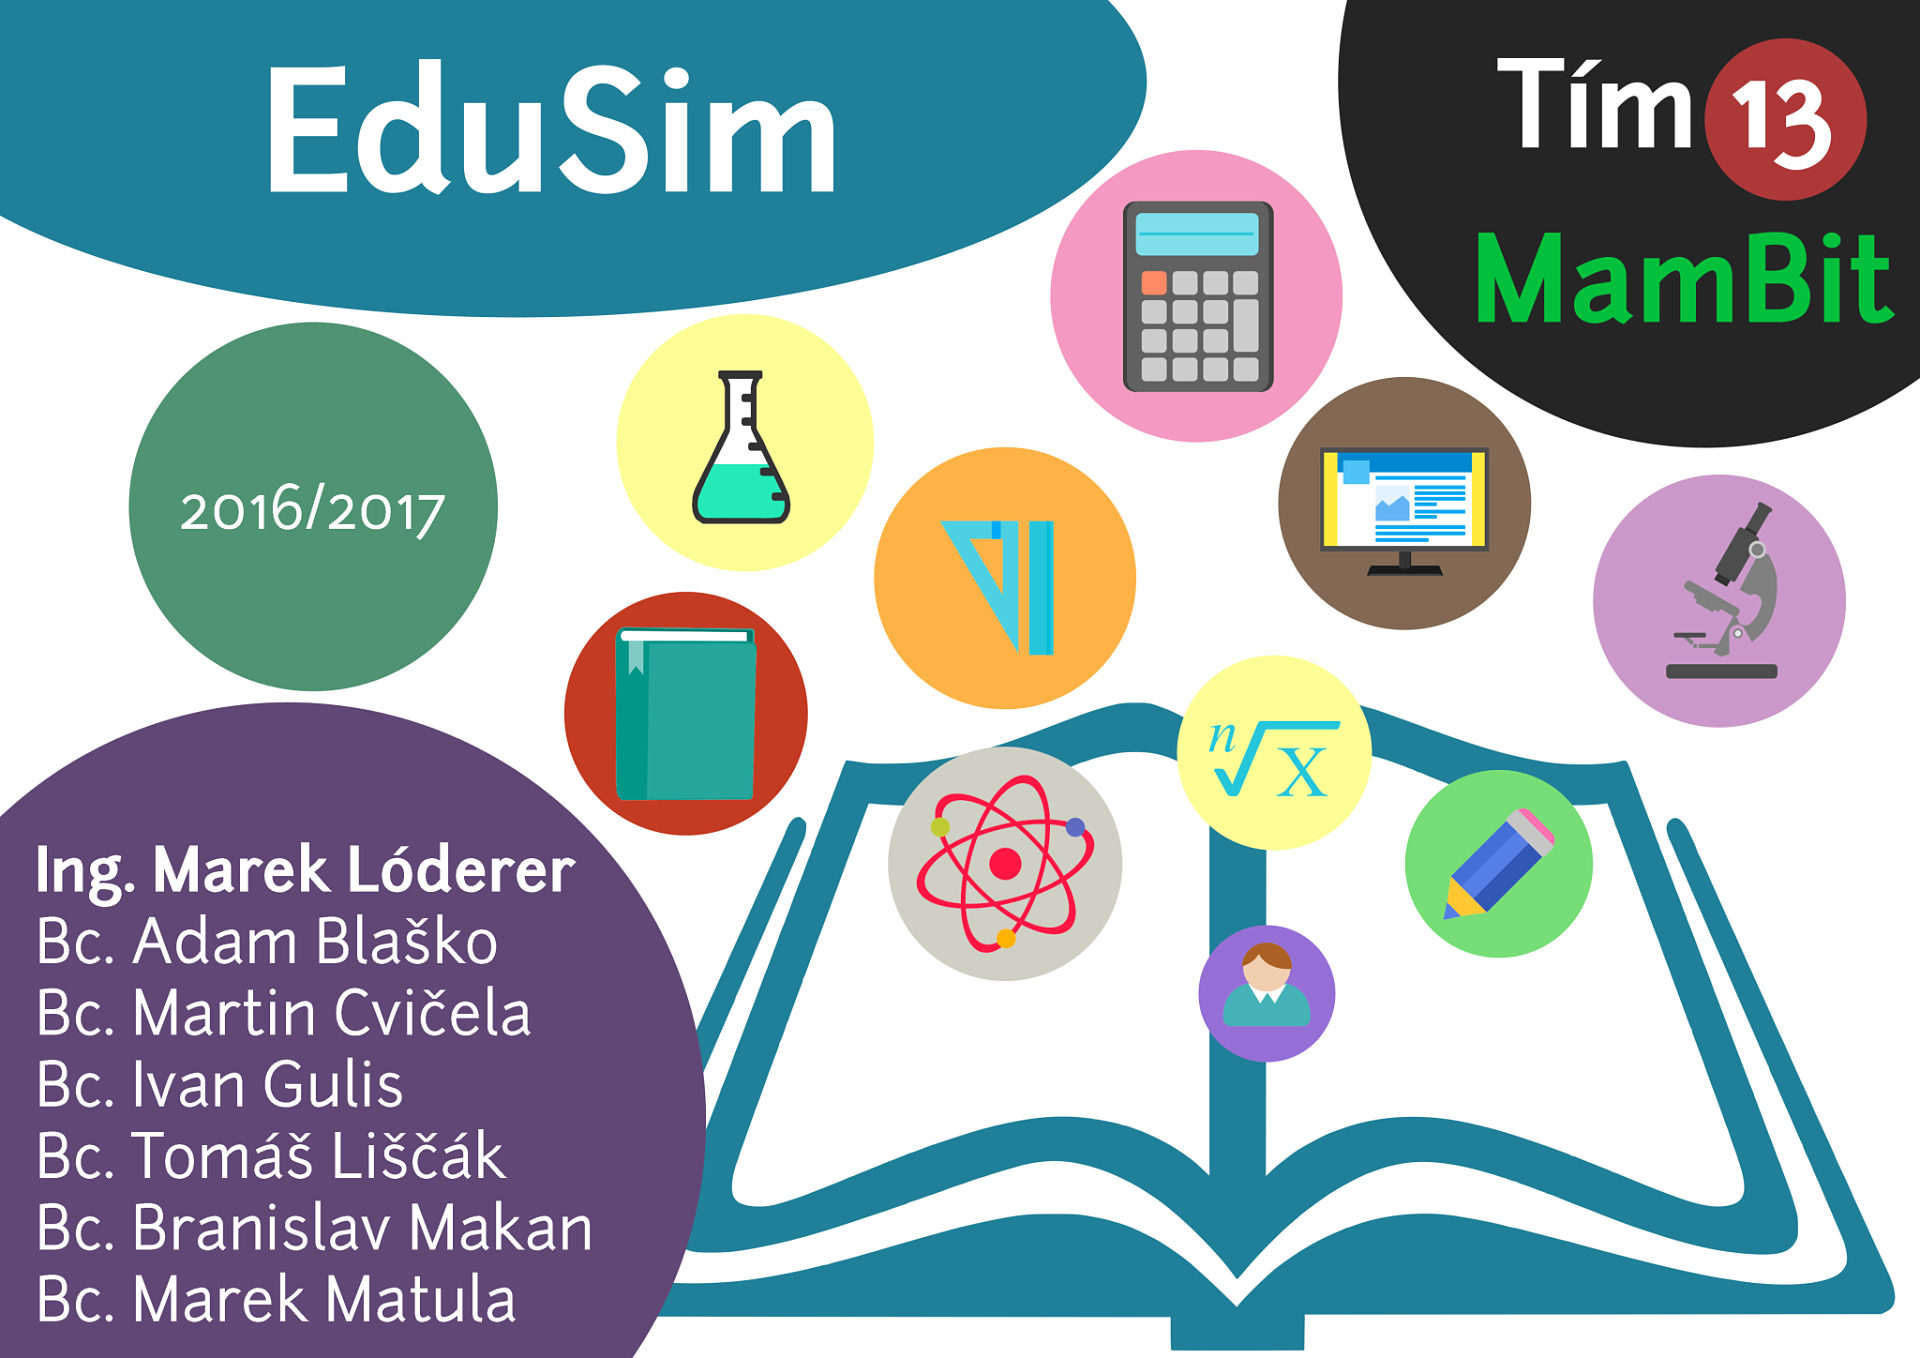 EduSim
Tím 13
MamBit
2016/2017
n√x
Ing. Marek Lóderer
Bc. Adam Blaško
Bc. Martin Cvičela
Bc. Ivan Gulis
Bc. Tomáš Liščák
Bc. Branislav Makan
Bc. Marek Matula